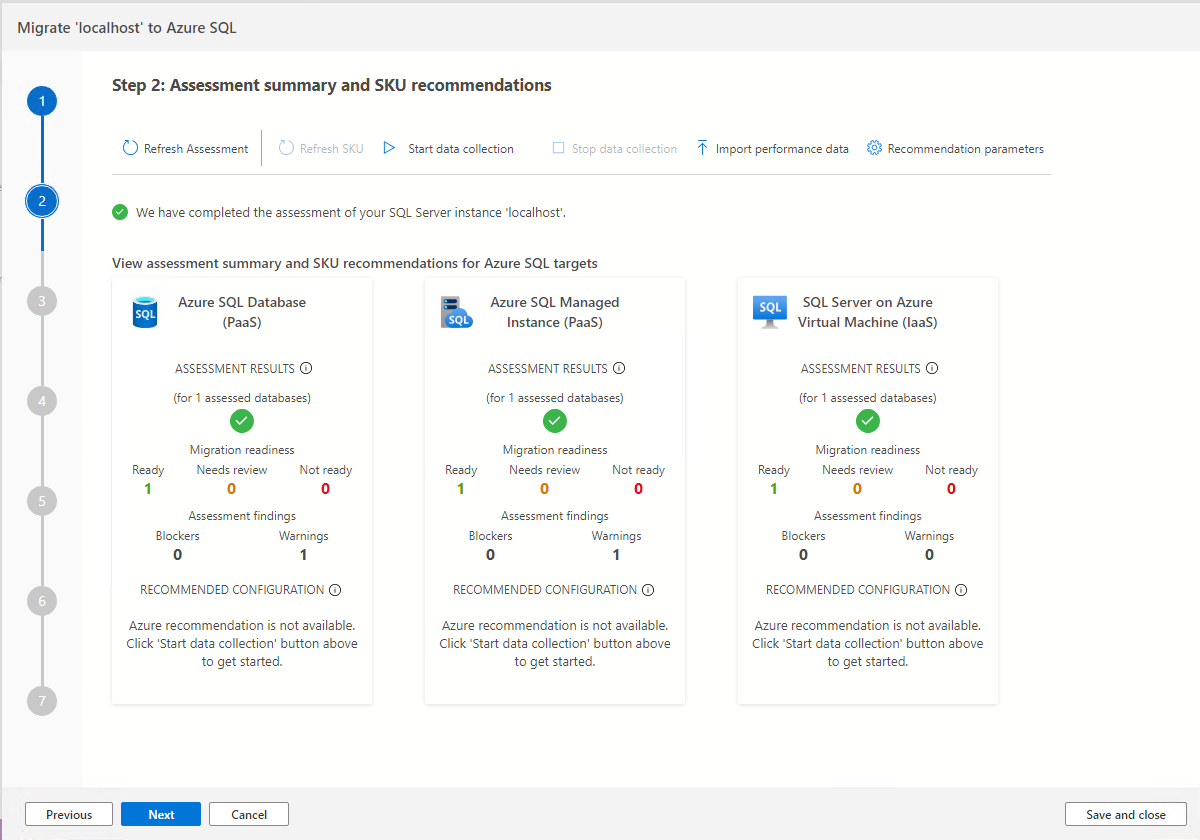 Migrate 'localhost' to Azure SQL
1
2
3
4
5
6
7
Step 2: Assessment summary and SKU recommendations
Refresh Assessment Refresh SKU Start data collection Stop data collection Import performance data Recommendation parameters
We have completed the assessment of your SQL Server instance 'localhost'.
View assessment summary and SKU recommendations for Azure SQL targets
SQL
Azure SQL Database
(PaaS)
ASSESSMENT RESULTS
(for 1 assessed databases)
Migration readiness
Ready Needs review Not ready
1 0 0
Assessment findings
Blockers Warnings
0 1
RECOMMENDED CONFIGURATION
Azure recommendation is not available.
Click 'Start data collection' button above
to get started.
SQL
Azure SQL Managed
Instance (PaaS)
ASSESSMENT RESULTS
(for 1 assessed databases)
Migration readiness
Ready Needs review Not ready
1 0 0
Assessment findings
Blockers Warnings
0 1
RECOMMENDED CONFIGURATION
Azure recommendation is not available.
Click 'Start data collection' button above
to get started.
SQL
SQL Server on Azure
Virtual Machine (IaaS)
ASSESSMENT RESULTS
(for 1 assessed databases)
Migration readiness
Ready Needs review Not ready
1 0 0
Assessment findings
Blockers Warnings
0 0
RECOMMENDED CONFIGURATION
Azure recommendation is not available.
Click 'Start data collection' button above
to get started.
Previous Next Cancel Save and close